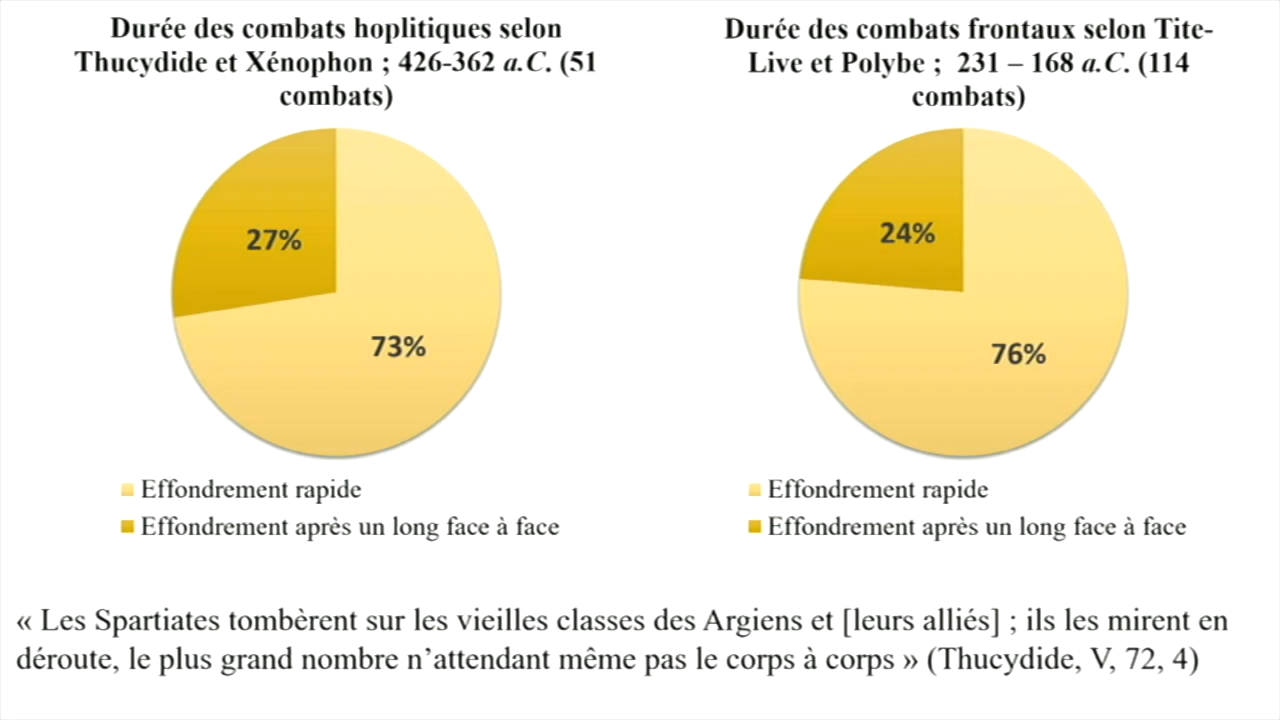 Durée des combats hoplitiques selon
Thucydide et Xénophon ; 426-362 a.C. (51
combats)
27%
73%
Effondrement rapide
Effondrement après un long face à face
Durée des combats frontaux selon Tite-
Live et Polybe ; 231 – 168 a.C. (114
combats)
24%
76%
Effondrement rapide
Effondrement après un long face à face
« Les Spartiates tombèrent sur les vieilles classes des Argiens et [leurs alliés] ; ils les mirent en
déroute, le plus grand nombre n’attendant même pas le corps à corps » (Thucydide, V, 72, 4)